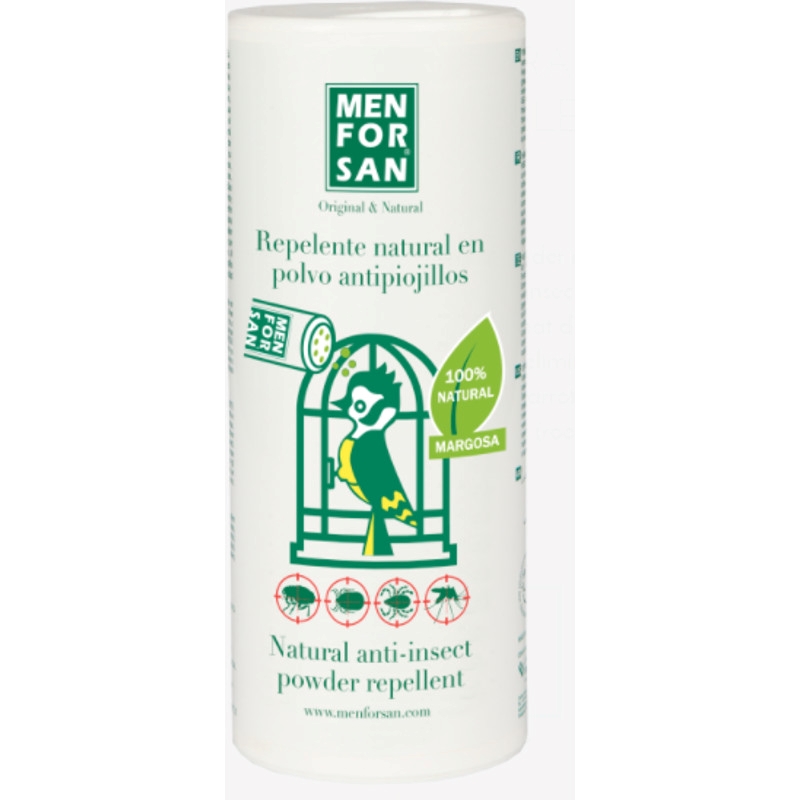 MEN
FOR
SAN®
Original & Natural
Repelente natural en
polvo antipiojillos
MEN
FOR
SAN
100%
NATURAL
MARGOSA
Natural anti-insect
powder repellent
www.menforsan.com